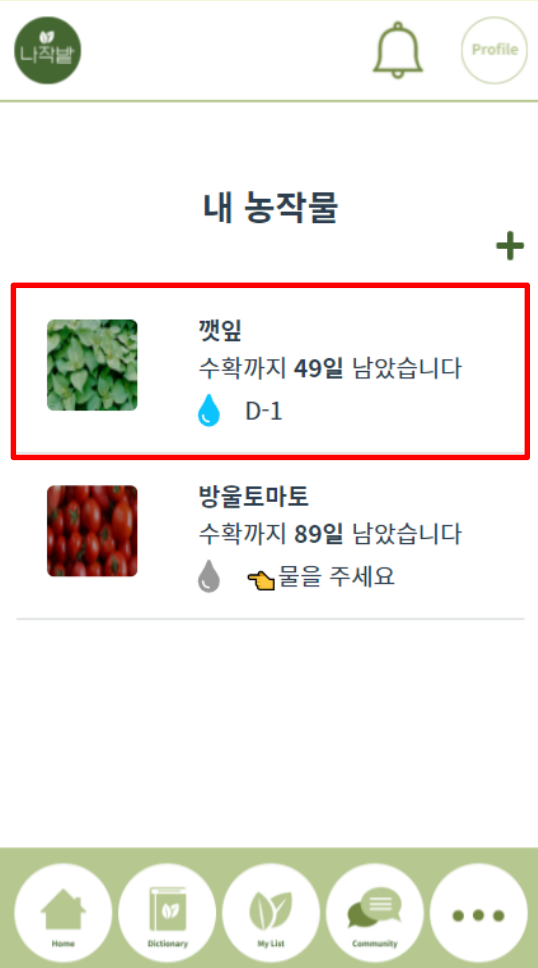 나작밭
Profile
내 농작물
깻잎
수확까지 49일 남았습니다
D-1
방울토마토
수확까지 89일 남았습니다
물을 주세요
Home
Dictionary
My List
Community